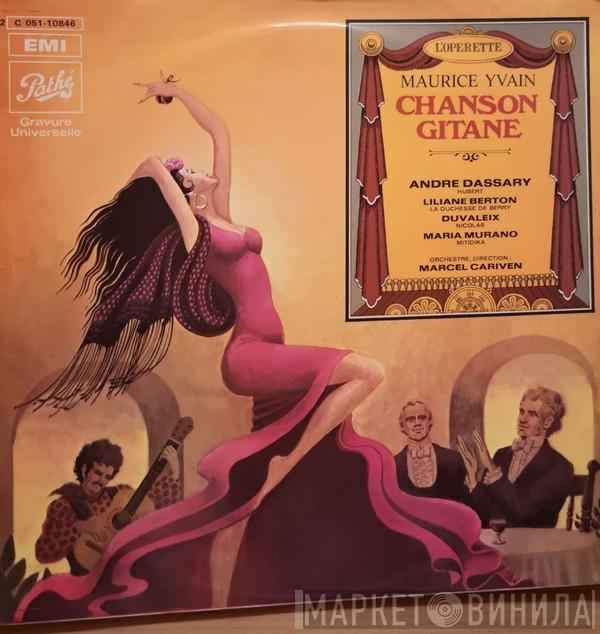 2 C 051-10846
EMI
Pathé
Gravure
Universelle
L'OPERETTE
MAURICE YVAIN
CHANSON
GITANE
ANDRE DASSARY
HUBERT
LILIANE BERTON
LA DUCHESSE DE BERRY
DUVALEIX
NICOLAS
MARIA MURANO
MITIDIKA
ORCHESTRE, DIRECTION:
MARCEL CARIVEN
МАРКЕТ ВИНИЛА